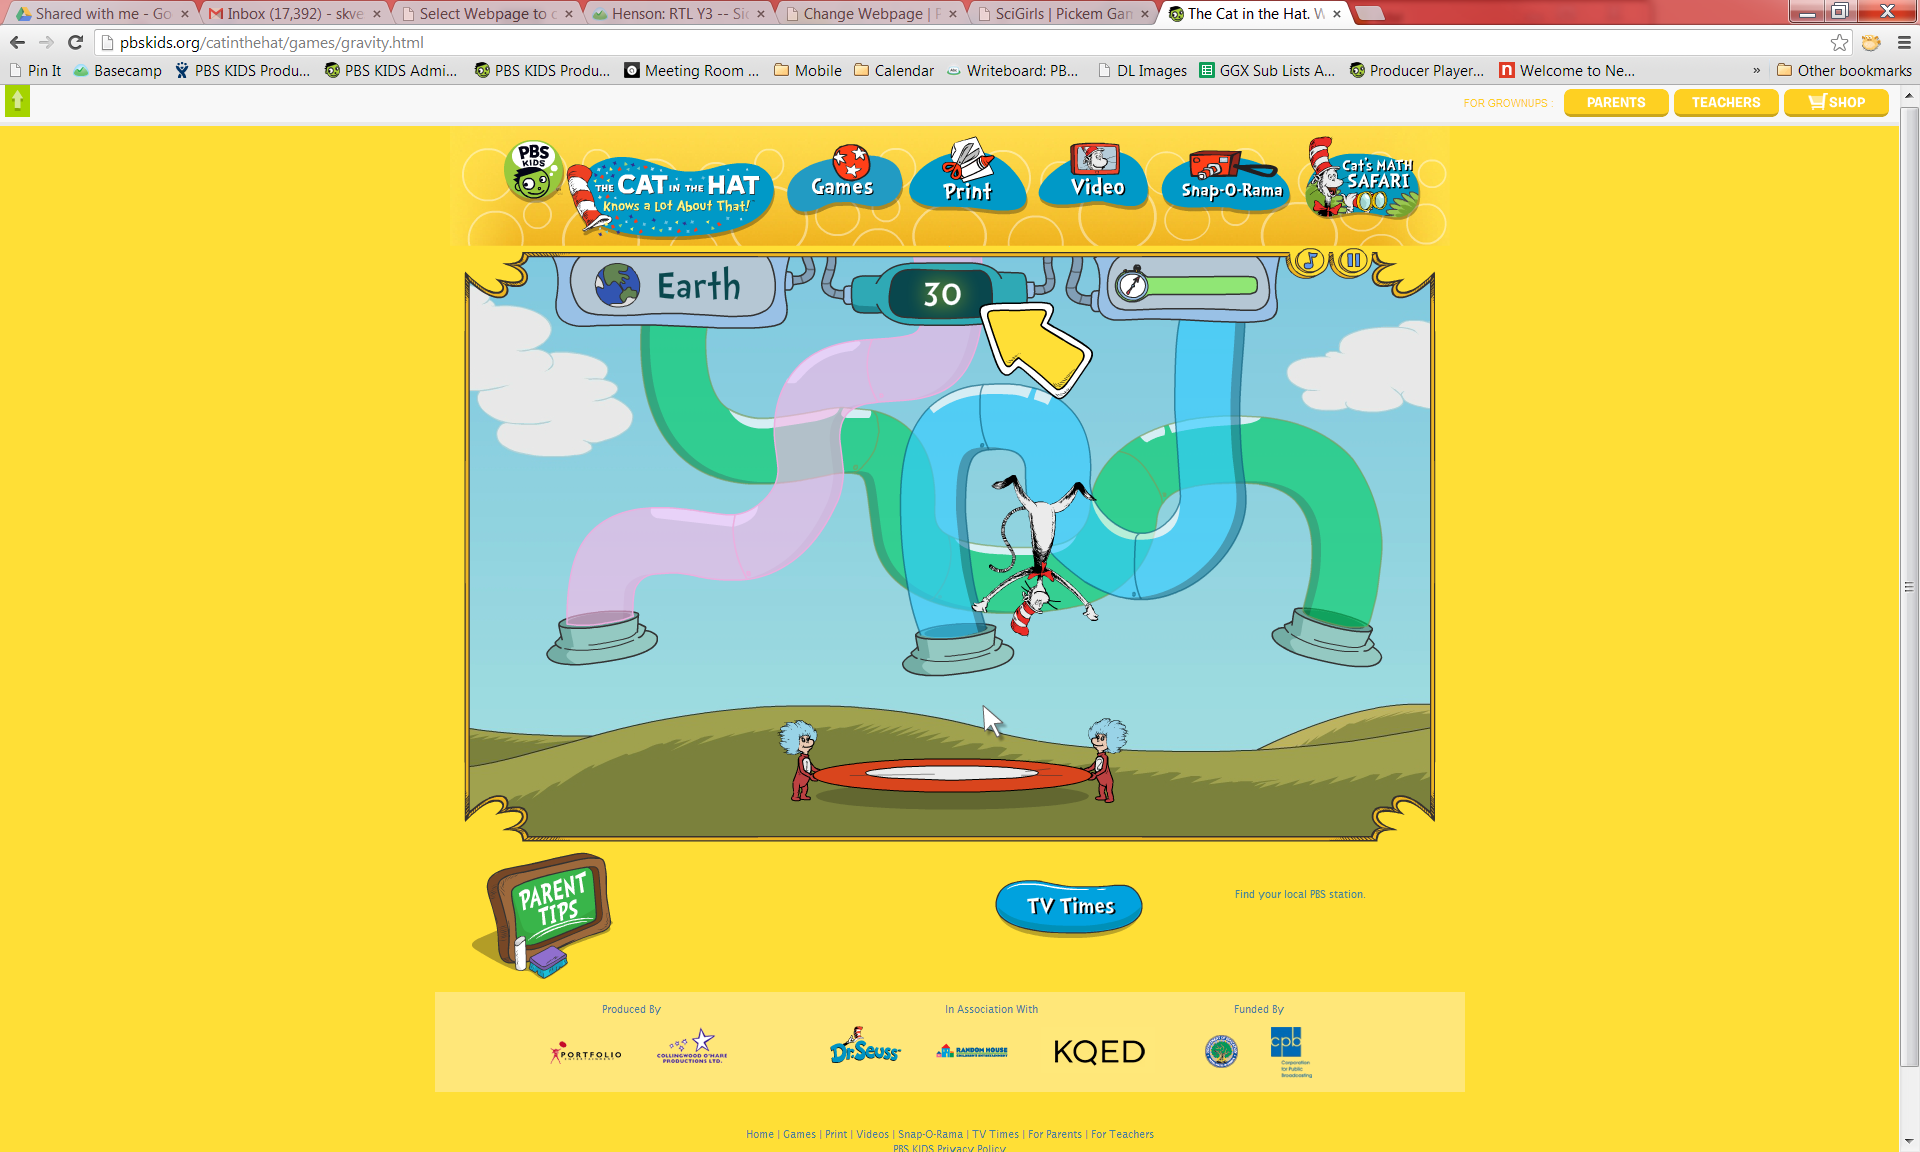 Shared with me - Go
Inbox (17,392) - skve
Select Webpage to c
Henson: RTL Y3 -- Sic
Change Webpage | P
SciGirls | Pickem Gan
The Cat in the Hat. W
pbskids.org/catinthehat/games/gravity.html
Pin It
Basecamp
PBS KIDS Produ...
PBS KIDS Admi...
PBS KIDS Produ...
Meeting Room ...
Mobile
Calendar
Writeboard: PB...
DL Images
GGX Sub Lists A...
Producer Player...
Welcome to Ne...
»
Other bookmarks
FOR GROWNUPS :
PARENTS
TEACHERS
SHOP
PBS
KIDS
THE CAT IN THE HAT
Knows a Lot About That!
Games
Print
Video
Snap-O-Rama
Cat's MATH
SAFARI
Earth
30
PARENT
TIPS
TV Times
Find your local PBS station.
Produced By
In Association With
Funded By
PORTFOLIO
ENTERTAINMENT
COLLINGWOOD O'HARE
PRODUCTIONS LTD.
Dr. Seuss
RANDOM HOUSE
CHILDREN'S ENTERTAINMENT
KQED
cpb
Corporation
for Public
Broadcasting
Home | Games | Print | Videos | Snap-O-Rama | TV Times | For Parents | For Teachers
PBS KIDS Privacy Policy